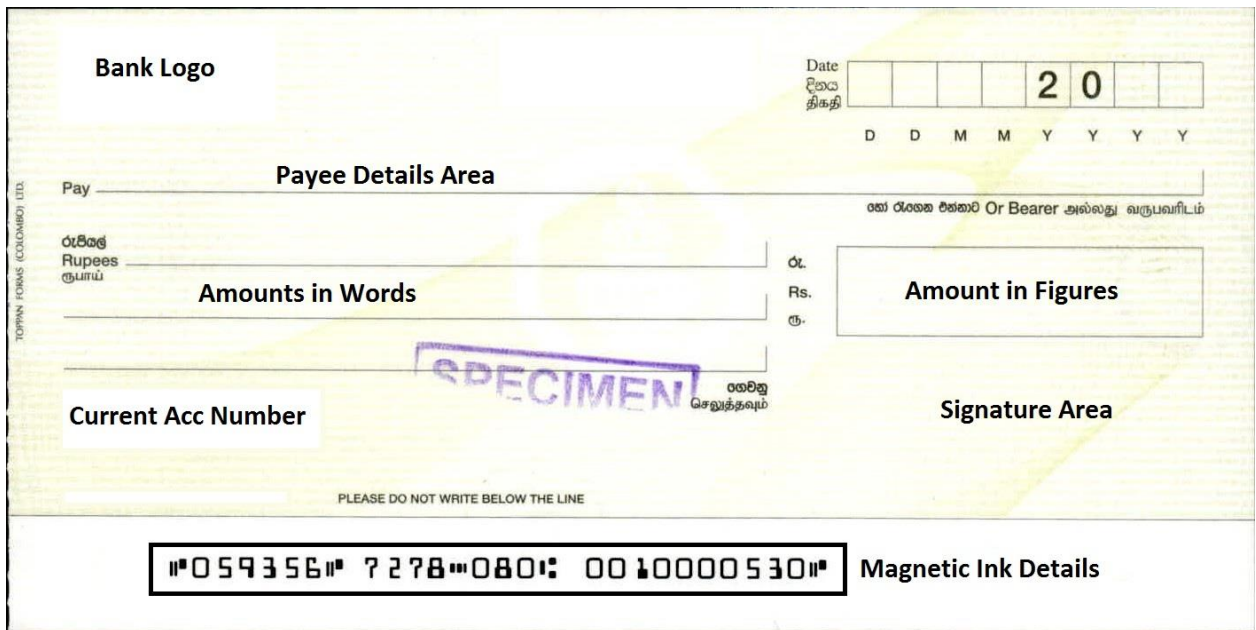 Bank Logo
Date
දිනය
திகதி
2 0
D D M M Y Y Y Y
Payee Details Area
Pay
හෝ රැගෙන එන්නාට Or Bearer அல்லது வருபவரிடம்
රුපියල්
Rupees
ரூபாய்
Amounts in Words
රු.
Rs.
ரூ.
Amount in Figures
SPECIMEN
ගෙවනු
செலுத்தவும்
Current Acc Number
Signature Area
TOPPAN FORMS (COLOMBO) LTD.
PLEASE DO NOT WRITE BELOW THE LINE
⑈059356⑈ 7278⑉080⑆ 0010000530⑈
Magnetic Ink Details